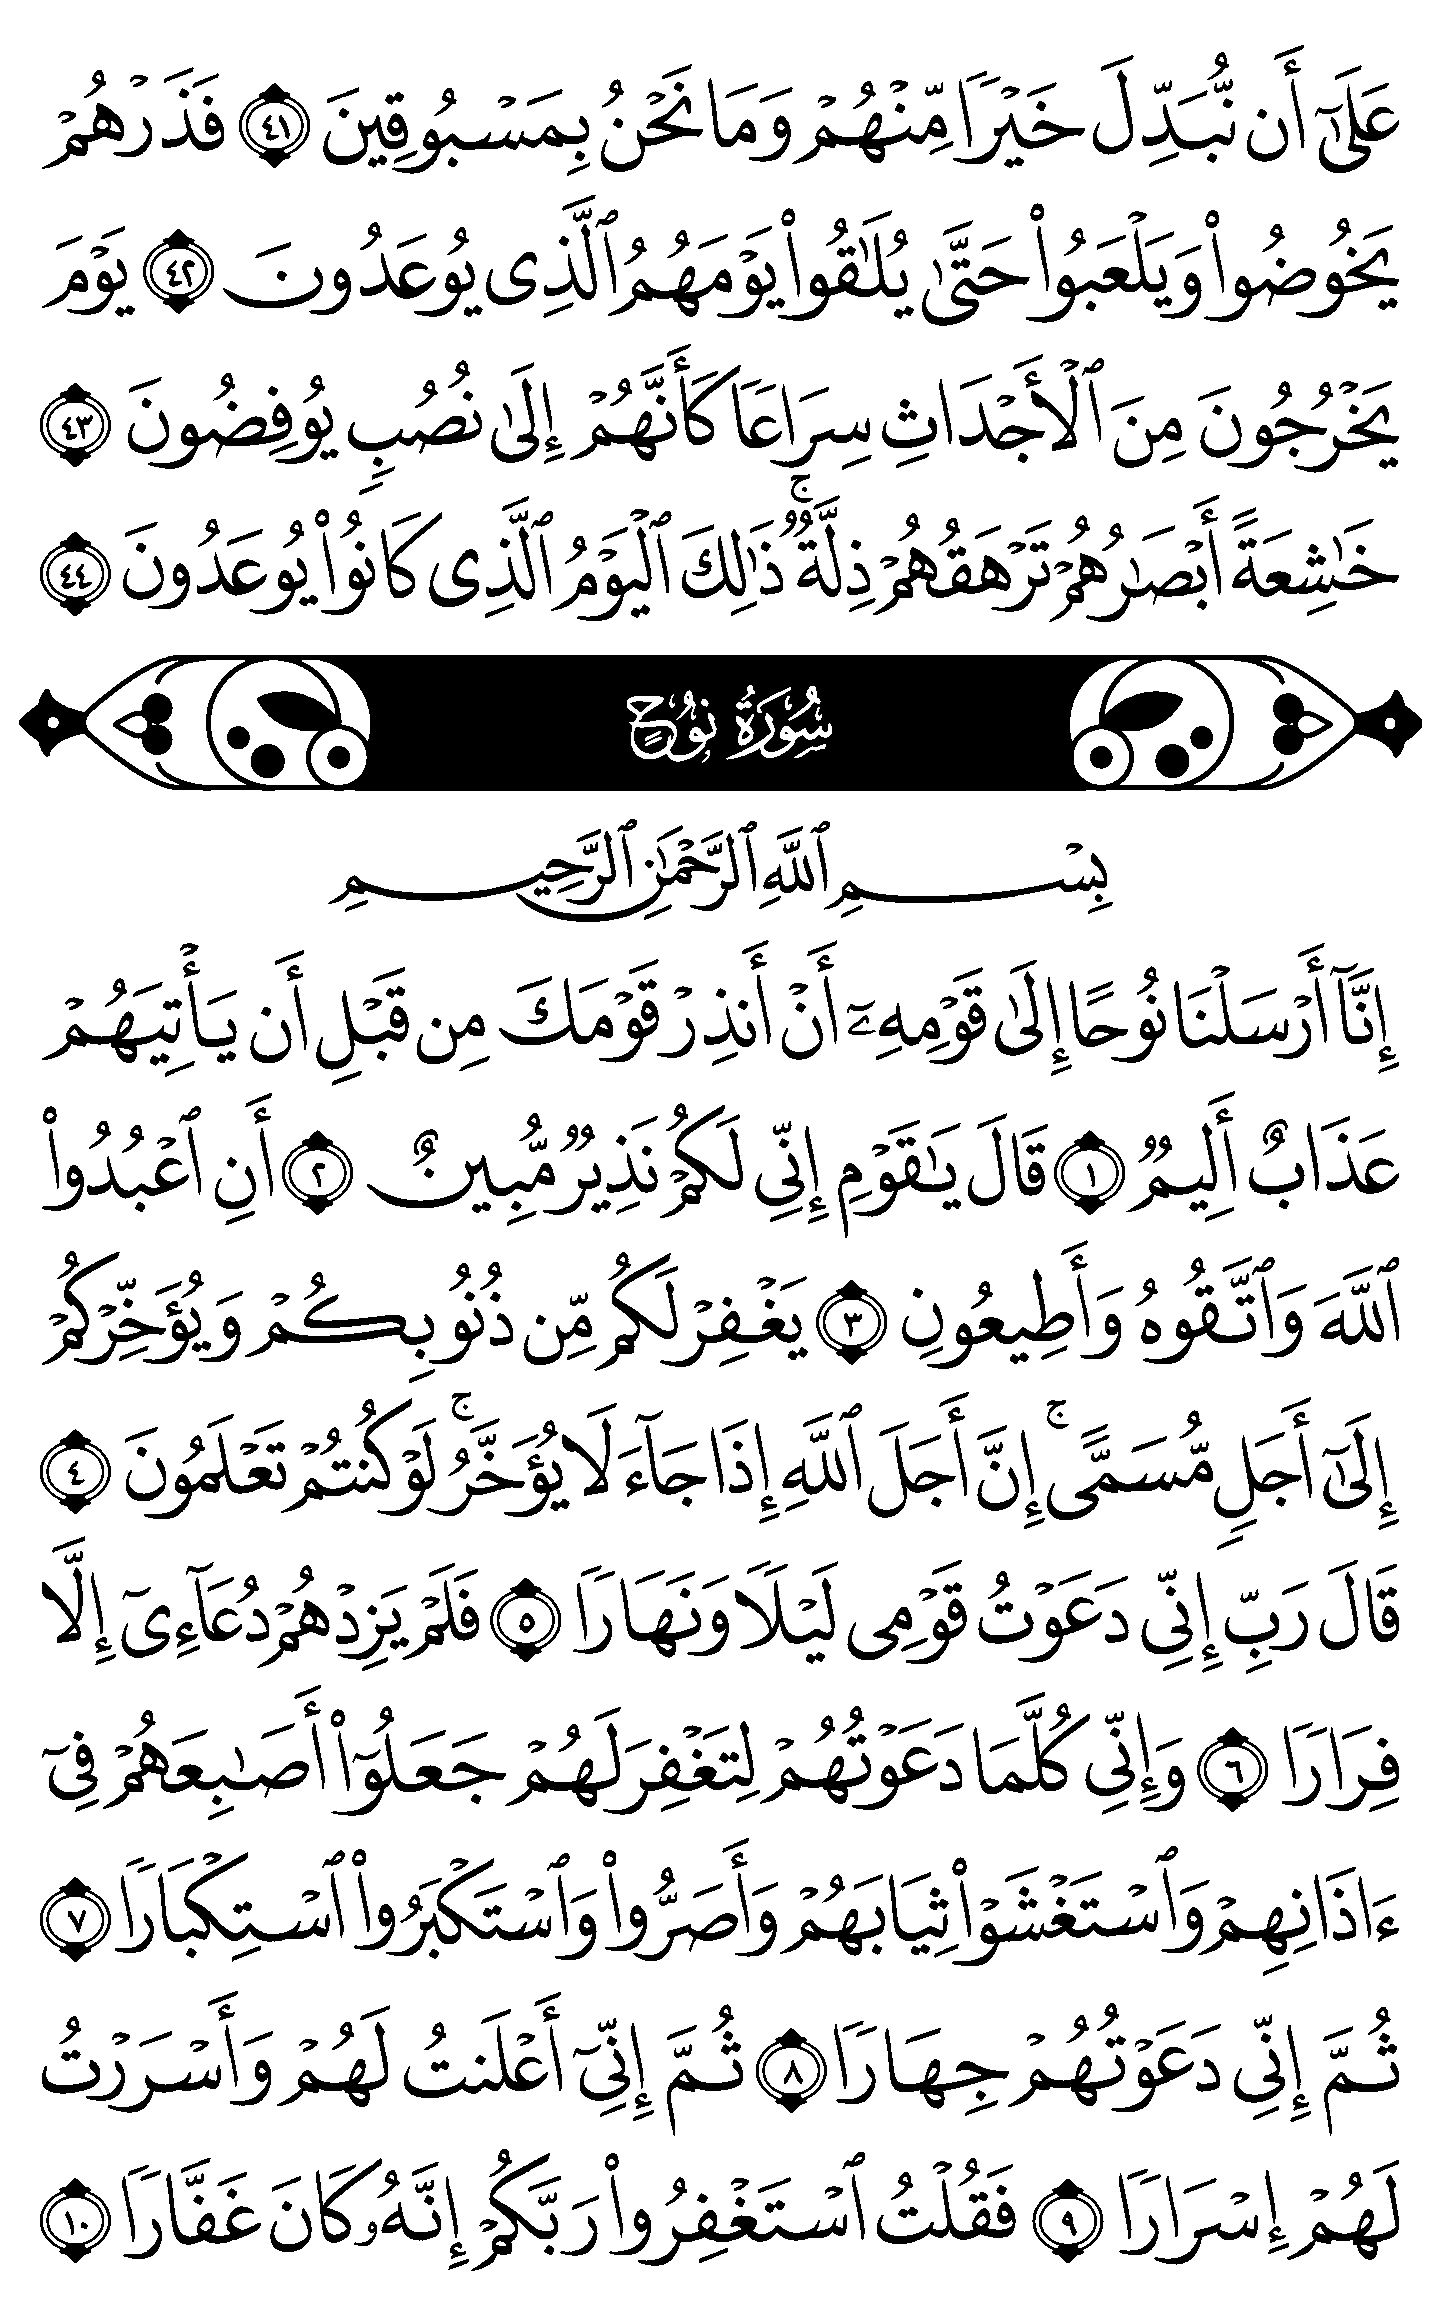 عَلَىٰٓ أَن نُّبَدِّلَ خَيۡرٗا مِّنۡهُمۡ وَمَا نَحۡنُ بِمَسۡبُوقِينَ ٤١ فَذَرۡهُمۡ
يَخُوضُواْ وَيَلۡعَبُواْ حَتَّىٰ يُلَٰقُواْ يَوۡمَهُمُ ٱلَّذِي يُوعَدُونَ ٤٢ يَوۡمَ
يَخۡرُجُونَ مِنَ ٱلۡأَجۡدَاثِ سِرَاعٗا كَأَنَّهُمۡ إِلَىٰ نُصُبٖ يُوفِضُونَ ٤٣
خَٰشِعَةً أَبۡصَٰرُهُمۡ تَرۡهَقُهُمۡ ذِلَّةٞۚ ذَٰلِكَ ٱلۡيَوۡمُ ٱلَّذِي كَانُواْ يُوعَدُونَ ٤٤
سُورَةُ نُوحٍ
بِسۡمِ ٱللَّهِ ٱلرَّحۡمَٰنِ ٱلرَّحِيمِ
إِنَّآ أَرۡسَلۡنَا نُوحًا إِلَىٰ قَوۡمِهِۦٓ أَنۡ أَنذِرۡ قَوۡمَكَ مِن قَبۡلِ أَن يَأۡتِيَهُمۡ
عَذَابٌ أَلِيمٞ ١ قَالَ يَٰقَوۡمِ إِنِّي لَكُمۡ نَذِيرٞ مُّبِينٌ ٢ أَنِ ٱعۡبُدُواْ
ٱللَّهَ وَٱتَّقُوهُ وَأَطِيعُونِ ٣ يَغۡفِرۡ لَكُم مِّن ذُنُوبِكُمۡ وَيُؤَخِّرۡكُمۡ
إِلَىٰٓ أَجَلٖ مُّسَمًّىۚ إِنَّ أَجَلَ ٱللَّهِ إِذَا جَآءَ لَا يُؤَخَّرُۚ لَوۡ كُنتُمۡ تَعۡلَمُونَ ٤
قَالَ رَبِّ إِنِّي دَعَوۡتُ قَوۡمِي لَيۡلٗا وَنَهَارٗا ٥ فَلَمۡ يَزِدۡهُمۡ دُعَآءِيٓ إِلَّا
فِرَارٗا ٦ وَإِنِّي كُلَّمَا دَعَوۡتُهُمۡ لِتَغۡفِرَ لَهُمۡ جَعَلُوٓاْ أَصَٰبِعَهُمۡ فِيٓ
ءَاذَانِهِمۡ وَٱسۡتَغۡشَوۡاْ ثِيَابَهُمۡ وَأَصَرُّواْ وَٱسۡتَكۡبَرُواْ ٱسۡتِكۡبَارٗا ٧
ثُمَّ إِنِّي دَعَوۡتُهُمۡ جِهَارٗا ٨ ثُمَّ إِنِّيٓ أَعۡلَنتُ لَهُمۡ وَأَسۡرَرۡتُ
لَهُمۡ إِسۡرَارٗا ٩ فَقُلۡتُ ٱسۡتَغۡفِرُواْ رَبَّكُمۡ إِنَّهُۥ كَانَ غَفَّارٗا ١٠